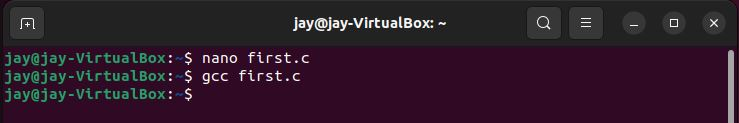 jay@jay-VirtualBox: ~
jay@jay-VirtualBox:~$ nano first.c
jay@jay-VirtualBox:~$ gcc first.c
jay@jay-VirtualBox:~$